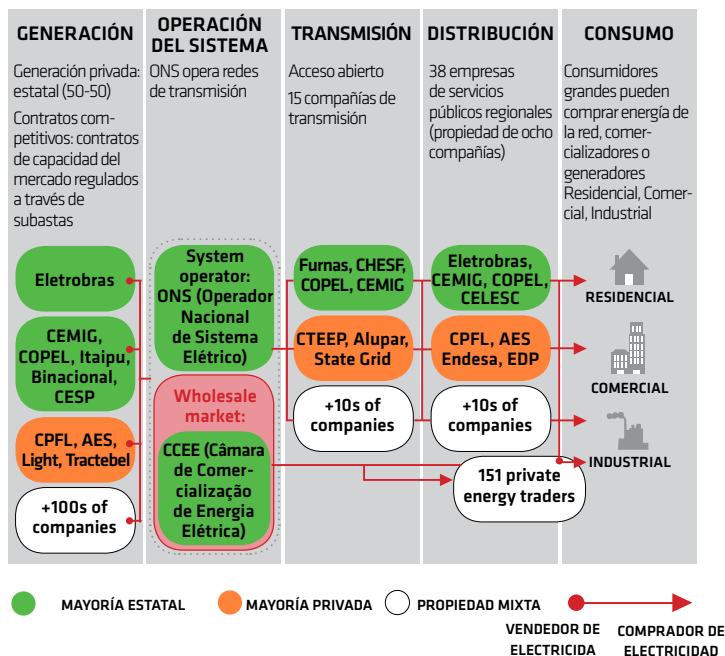 GENERACIÓN
Generación privada:
estatal (50-50)
Contratos com-
petitivos: contratos
de capacidad del
mercado regulados
a través de
subastas
Eletrobras
CEMIG,
COPEL, Itaipu,
Binacional,
CESP
CPFL, AES,
Light, Tractebel
+100s of
companies
OPERACIÓN
DEL SISTEMA
ONS opera redes
de transmisión
System
operator:
ONS (Operador
Nacional
de Sistema
Elétrico)
Wholesale
market:
CCEE (Câmara
de Comer-
cialização
de Energia
Elétrica)
TRANSMISIÓN
Acceso abierto
15 compañías de
transmisión
Furnas, CHESF,
COPEL, CEMIG
CTEEP, Alupar,
State Grid
+10s of
companies
DISTRIBUCIÓN
38 empresas
de servicios
públicos regionales
(propiedad de ocho
compañías)
Eletrobras,
CEMIG, COPEL,
CELESC
CPFL, AES
Endesa, EDP
+10s of
companies
151 private
energy traders
CONSUMO
Consumidores
grandes pueden
comprar energía de
la red, comer-
cializadores o
generadores
Residencial, Comer-
cial, Industrial
RESIDENCIAL
COMERCIAL
INDUSTRIAL
MAYORÍA ESTATAL
MAYORÍA PRIVADA
PROPIEDAD MIXTA
VENDEDOR DE
ELECTRICIDA
COMPRADOR DE
ELECTRICIDAD